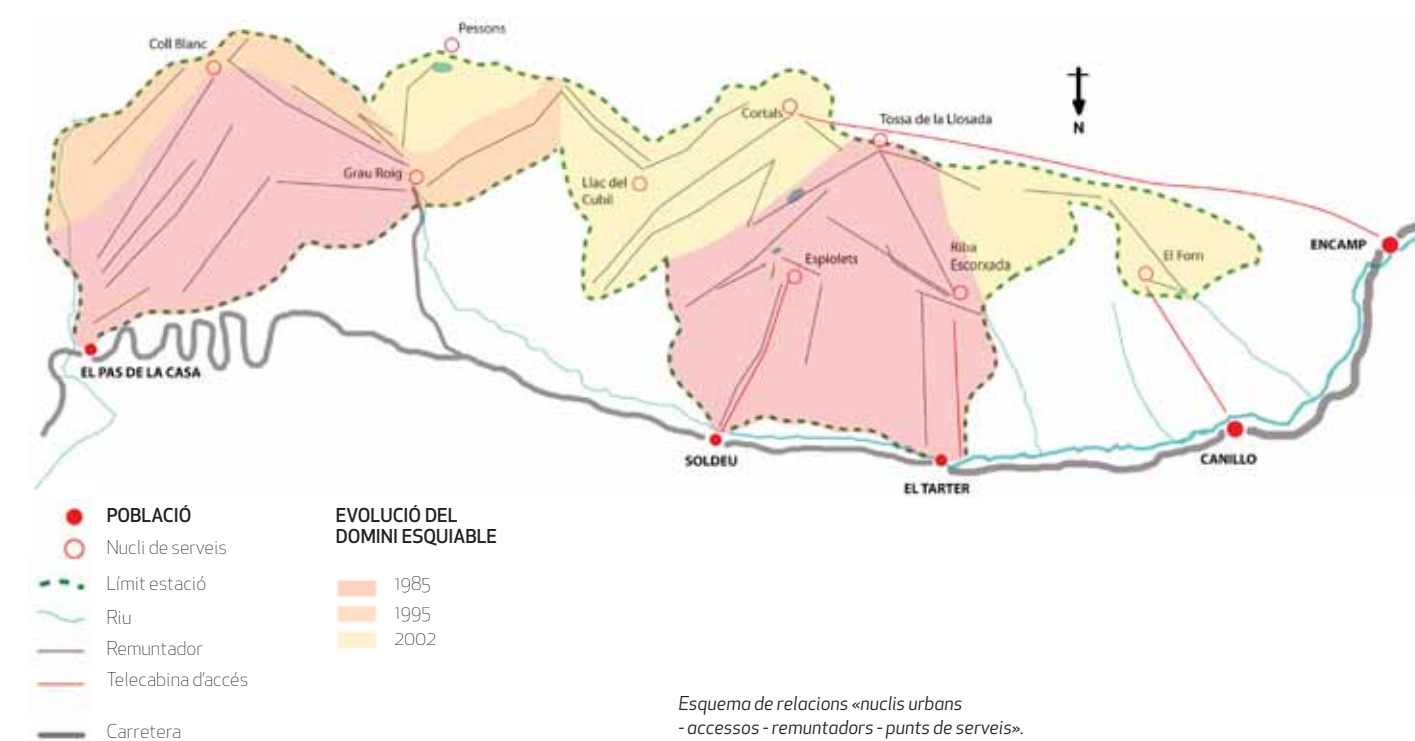 Pessons
Coll Blanc
Cortals
Tossa de la Llosada
N
Grau Roig
Llac del
Cubil
Riba
Escorxada
El Forn
ENCAMP
Espiolets
EL PAS DE LA CASA
SOLDEU
EL TARTER
CANILLO
POBLACIÓ
Nucli de serveis
Límit estació
Riu
Remuntador
Telecabina d'accés
Carretera
EVOLUCIÓ DEL
DOMINI ESQUIABLE
1985
1995
2002
Esquema de relacions «nuclis urbans
- accessos - remuntadors - punts de serveis».